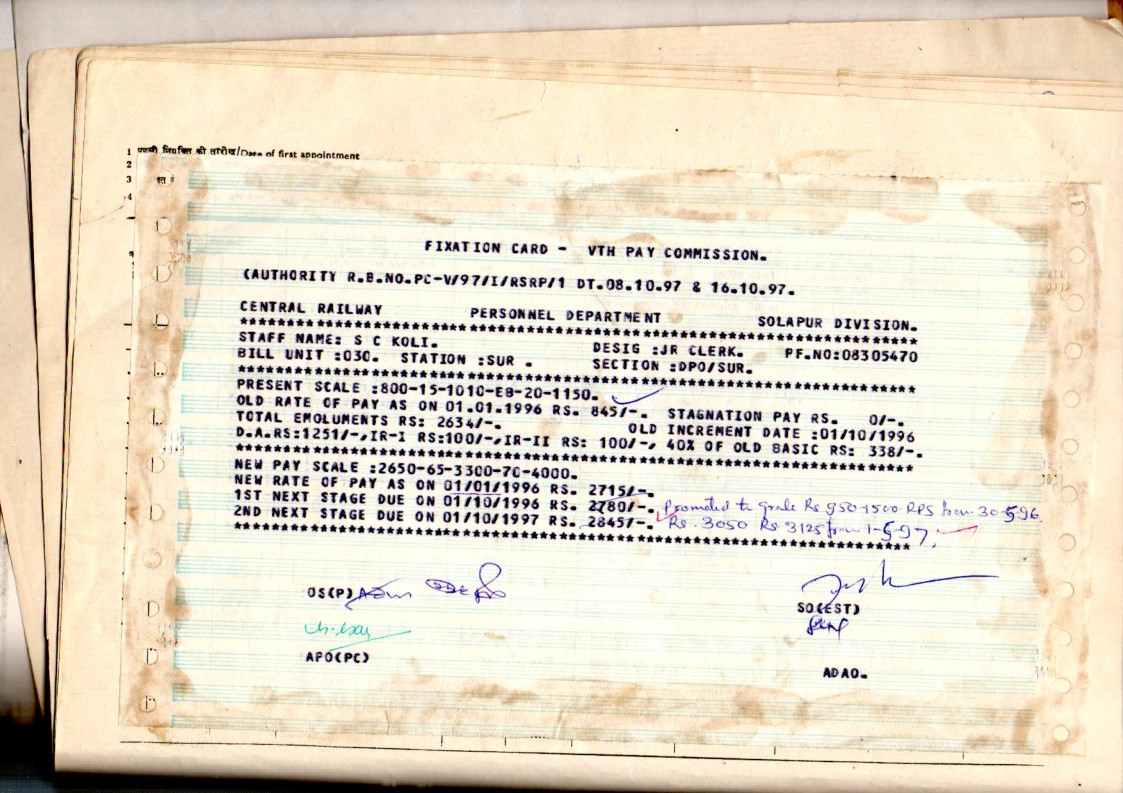 1 पहली नियुक्ति की तारीख/Date of first appointment
2
3
4
FIXATION CARD - VTH PAY COMMISSION.
(AUTHORITY R.B.NO.PC-V/97/I/RSRP/1 DT.08.10.97 & 16.10.97.
CENTRAL RAILWAY PERSONNEL DEPARTMENT SOLAPUR DIVISION.
STAFF NAME: S C KOLI. DESIG :JR CLERK. PF.NO:08305470
BILL UNIT :030. STATION :SUR . SECTION :DPO/SUR.
PRESENT SCALE :800-15-1010-EB-20-1150.
OLD RATE OF PAY AS ON 01.01.1996 RS. 845/-. STAGNATION PAY RS. 0/-.
TOTAL EMOLUMENTS RS: 2634/-. OLD INCREMENT DATE :01/10/1996
D.A.RS:1251/-,IR-I RS:100/-,IR-II RS: 100/-, 40% OF OLD BASIC RS: 338/-.
NEW PAY SCALE :2650-65-3300-70-4000.
NEW RATE OF PAY AS ON 01/01/1996 RS. 2715/-.
1ST NEXT STAGE DUE ON 01/10/1996 RS. 2780/-. promoted to grade Rs 950-1500 RPS from 30-5-96
2ND NEXT STAGE DUE ON 01/10/1997 RS. 2845/-. Rs. 3050 Rs 3125 from 1-5-97.
OS(P)
SO(EST)
APO(PC)
ADAO.